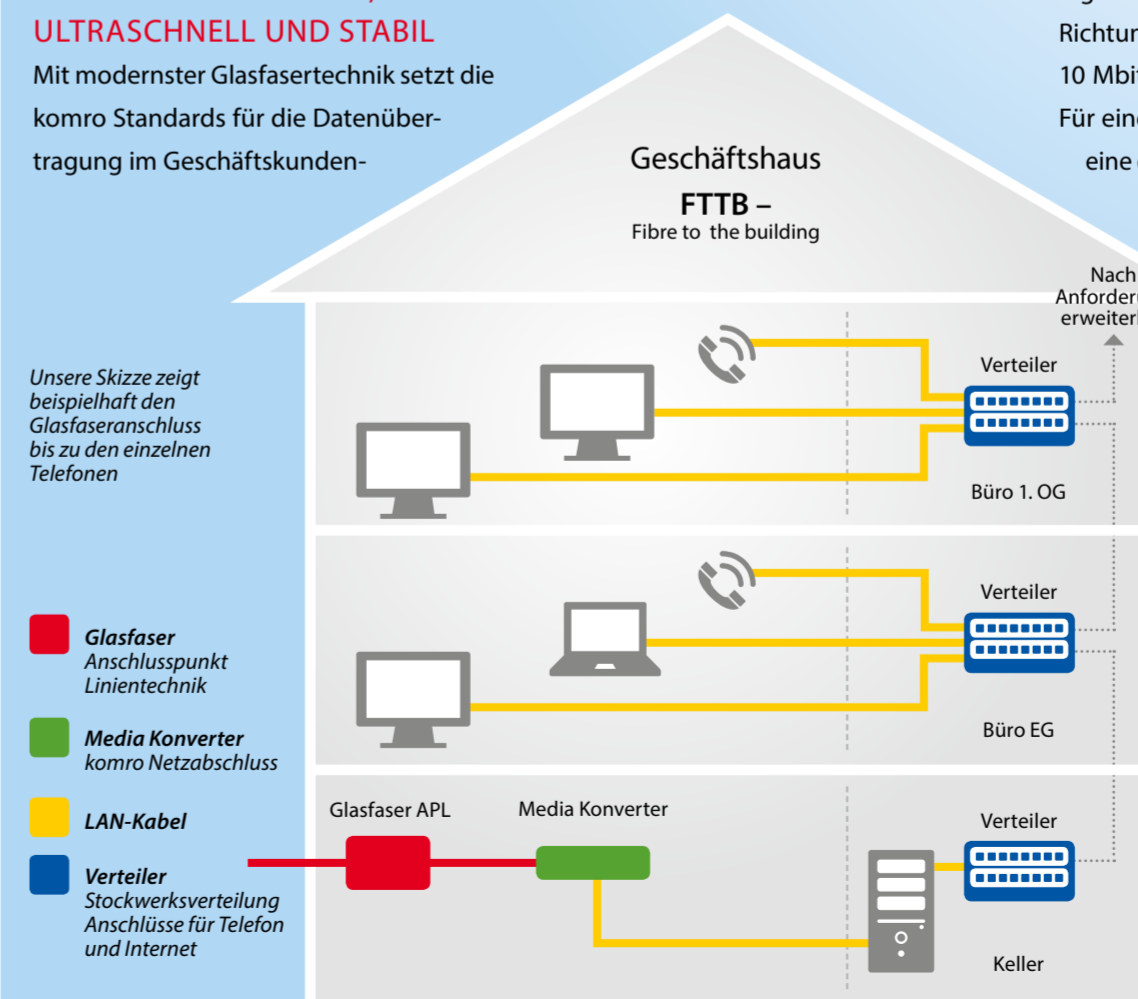 ULTRASCHNELL UND STABIL
Mit modernster Glasfasertechnik setzt die
komro Standards für die Datenüber-
tragung im Geschäftskunden-
Richtun
10 Mbi
Für ein
eine
Geschäftshaus
FTTB –
Fibre to the building
Nach
Anforder
erweiter
Unsere Skizze zeigt
beispielhaft den
Glasfaseranschluss
bis zu den einzelnen
Telefonen
Verteiler
Büro 1. OG
Verteiler
Büro EG
Glasfaser
Anschlusspunkt
Linientechnik
Media Konverter
komro Netzabschluss
LAN-Kabel
Verteiler
Stockwerksverteilung
Anschlüsse für Telefon
und Internet
Glasfaser APL
Media Konverter
Verteiler
Keller